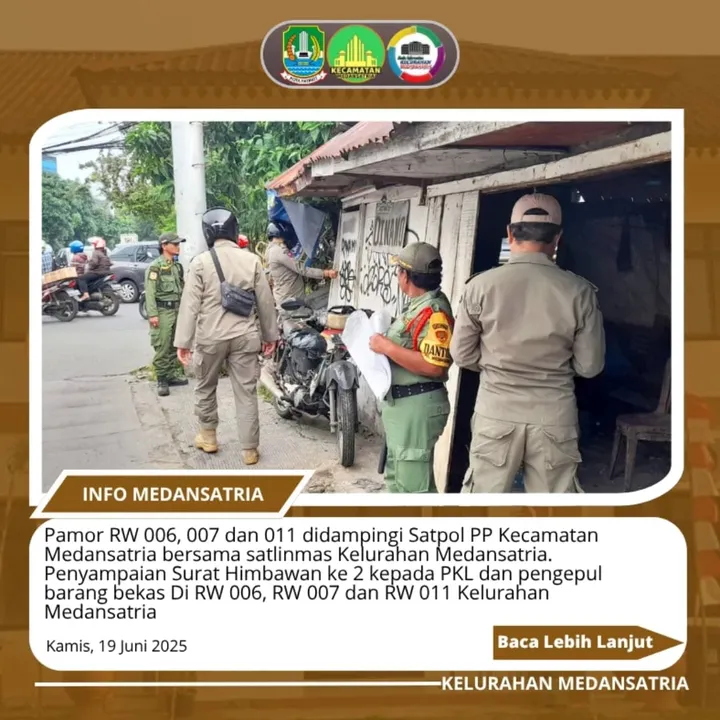 KECAMATAN
MEDANSATRIA
INFO MEDANSATRIA
Pamor RW 006, 007 dan 011 didampingi Satpol PP Kecamatan
Medansatria bersama satlinmas Kelurahan Medansatria.
Penyampaian Surat Himbawan ke 2 kepada PKL dan pengepul
barang bekas Di RW 006, RW 007 dan RW 011 Kelurahan
Medansatria
Kamis, 19 Juni 2025
Baca Lebih Lanjut
KELURAHAN MEDANSATRIA